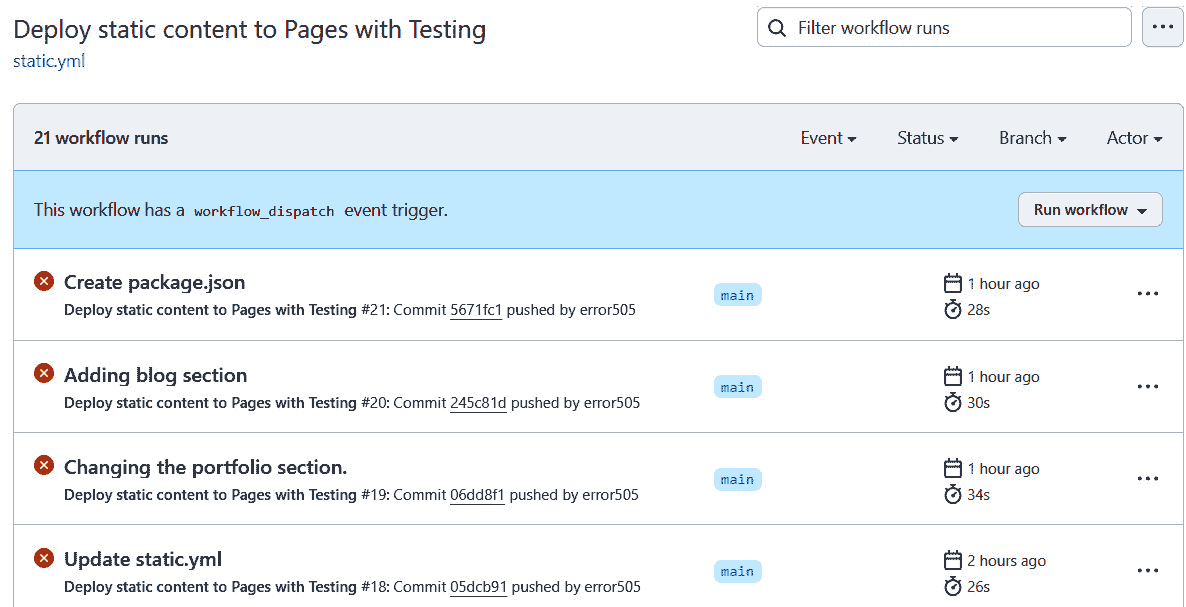 Deploy static content to Pages with Testing
Filter workflow runs
static.yml
21 workflow runs
Event
Status
Branch
Actor
This workflow has a workflow_dispatch event trigger.
Run workflow
Create package.json
Deploy static content to Pages with Testing #21: Commit 5671fc1 pushed by error505
main
1 hour ago
28s
Adding blog section
Deploy static content to Pages with Testing #20: Commit 245c81d pushed by error505
main
1 hour ago
30s
Changing the portfolio section.
Deploy static content to Pages with Testing #19: Commit 06dd8f1 pushed by error505
main
1 hour ago
34s
Update static.yml
Deploy static content to Pages with Testing #18: Commit 05dcb91 pushed by error505
main
2 hours ago
26s